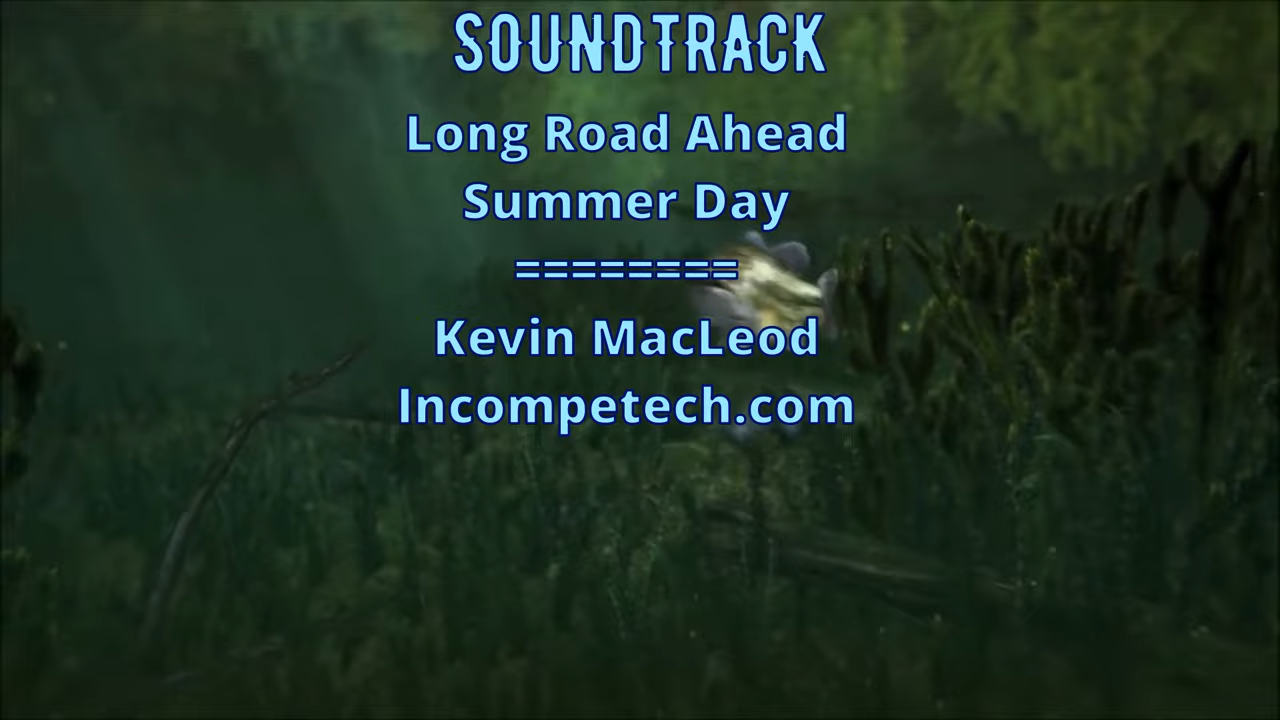 SOUNDTRACK
Long Road Ahead
Summer Day
========
Kevin MacLeod
Incompetech.com